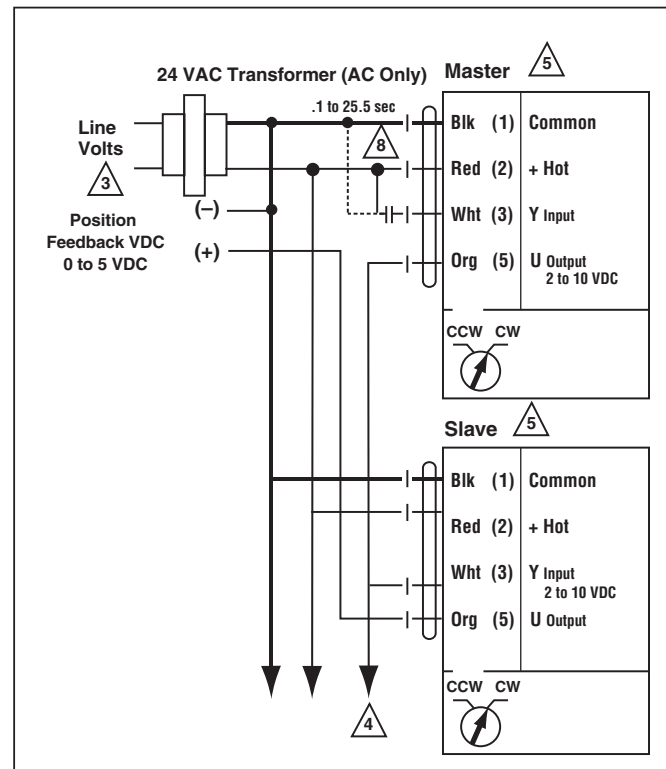 24 VAC Transformer (AC Only)
Master
5
Line
Volts
3
.1 to 25.5 sec
8
Position
Feedback VDC
0 to 5 VDC
(–)
(+)
Blk (1) Common
Red (2) + Hot
Wht (3) Y Input
Org (5) U Output
2 to 10 VDC
CCW CW
Slave
5
Blk (1) Common
Red (2) + Hot
Wht (3) Y Input
2 to 10 VDC
Org (5) U Output
CCW CW
4